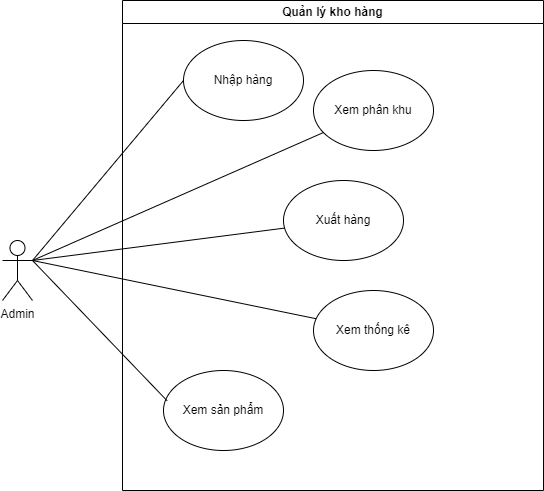 Quản lý kho hàng
Nhập hàng
Xem phân khu
Xuất hàng
Admin
Xem thống kê
Xem sản phẩm